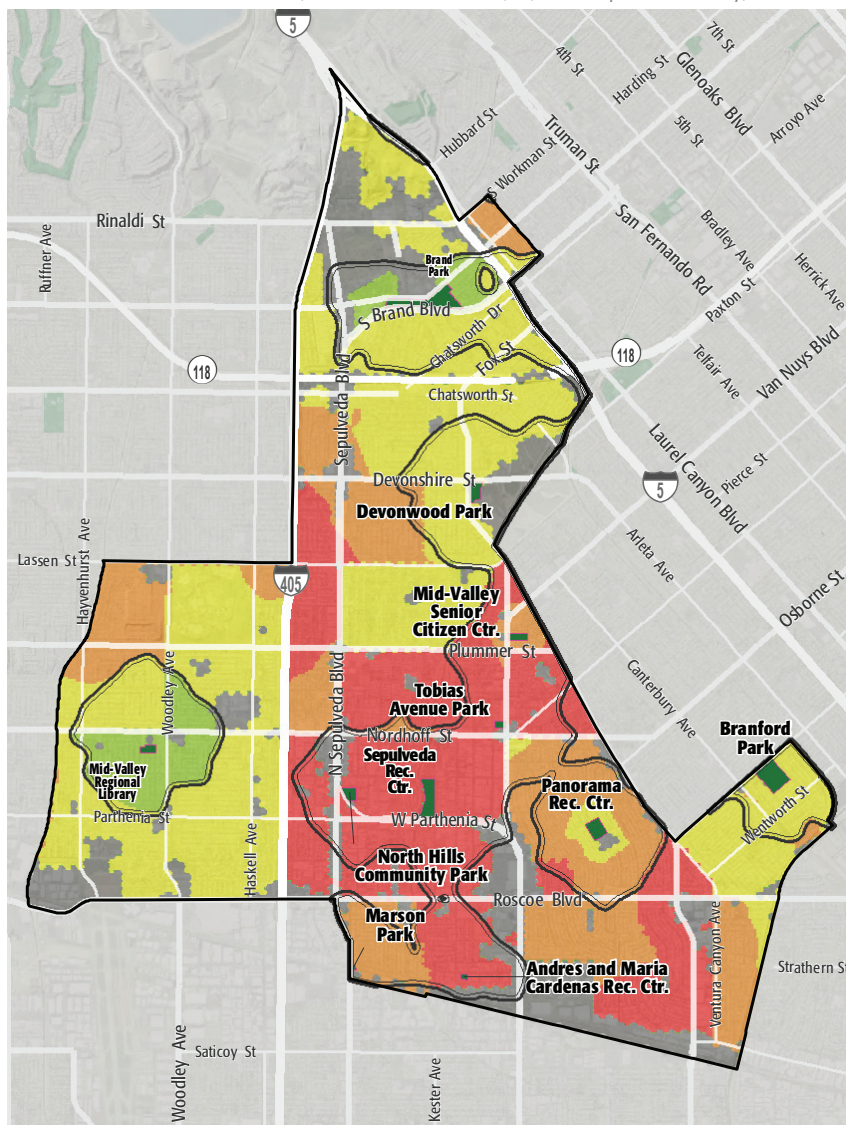 5
7th St
4th St
Glenoaks Blvd
Harding St
Arroyo Ave
Hubbard St
Truman St
5th St
S Workman St
Rinaldi St
San Fernando Rd
Bradley Ave
Ruffner Ave
Brand
Park
Herrick Ave
Paxton St
S Brand Blvd
Chatsworth Dr
Fox St
118
118
Telfair Ave
Van Nuys Blvd
Sepulveda Blvd
Chatsworth St
Laurel Canyon Blvd
Devonshire St
Pierce St
5
Devonwood Park
Hayvenhurst Ave
Arleta Ave
Lassen St
405
Osborne St
Mid-Valley
Senior
Citizen Ctr.
Plummer St
Woodley Ave
N Sepulveda Blvd
Canterbury Ave
Tobias
Avenue Park
Branford
Park
Nordhoff St
Sepulveda
Rec.
Ctr.
Mid-Valley
Regional
Library
Panorama
Rec. Ctr.
Parthenia St
W Parthenia St
Wentworth St
Haskell Ave
North Hills
Community Park
Roscoe Blvd
Marson
Park
Ventura Canyon Ave
Andres and Maria
Cardenas Rec. Ctr.
Strathern St
Woodley Ave
Saticoy St
Kester Ave